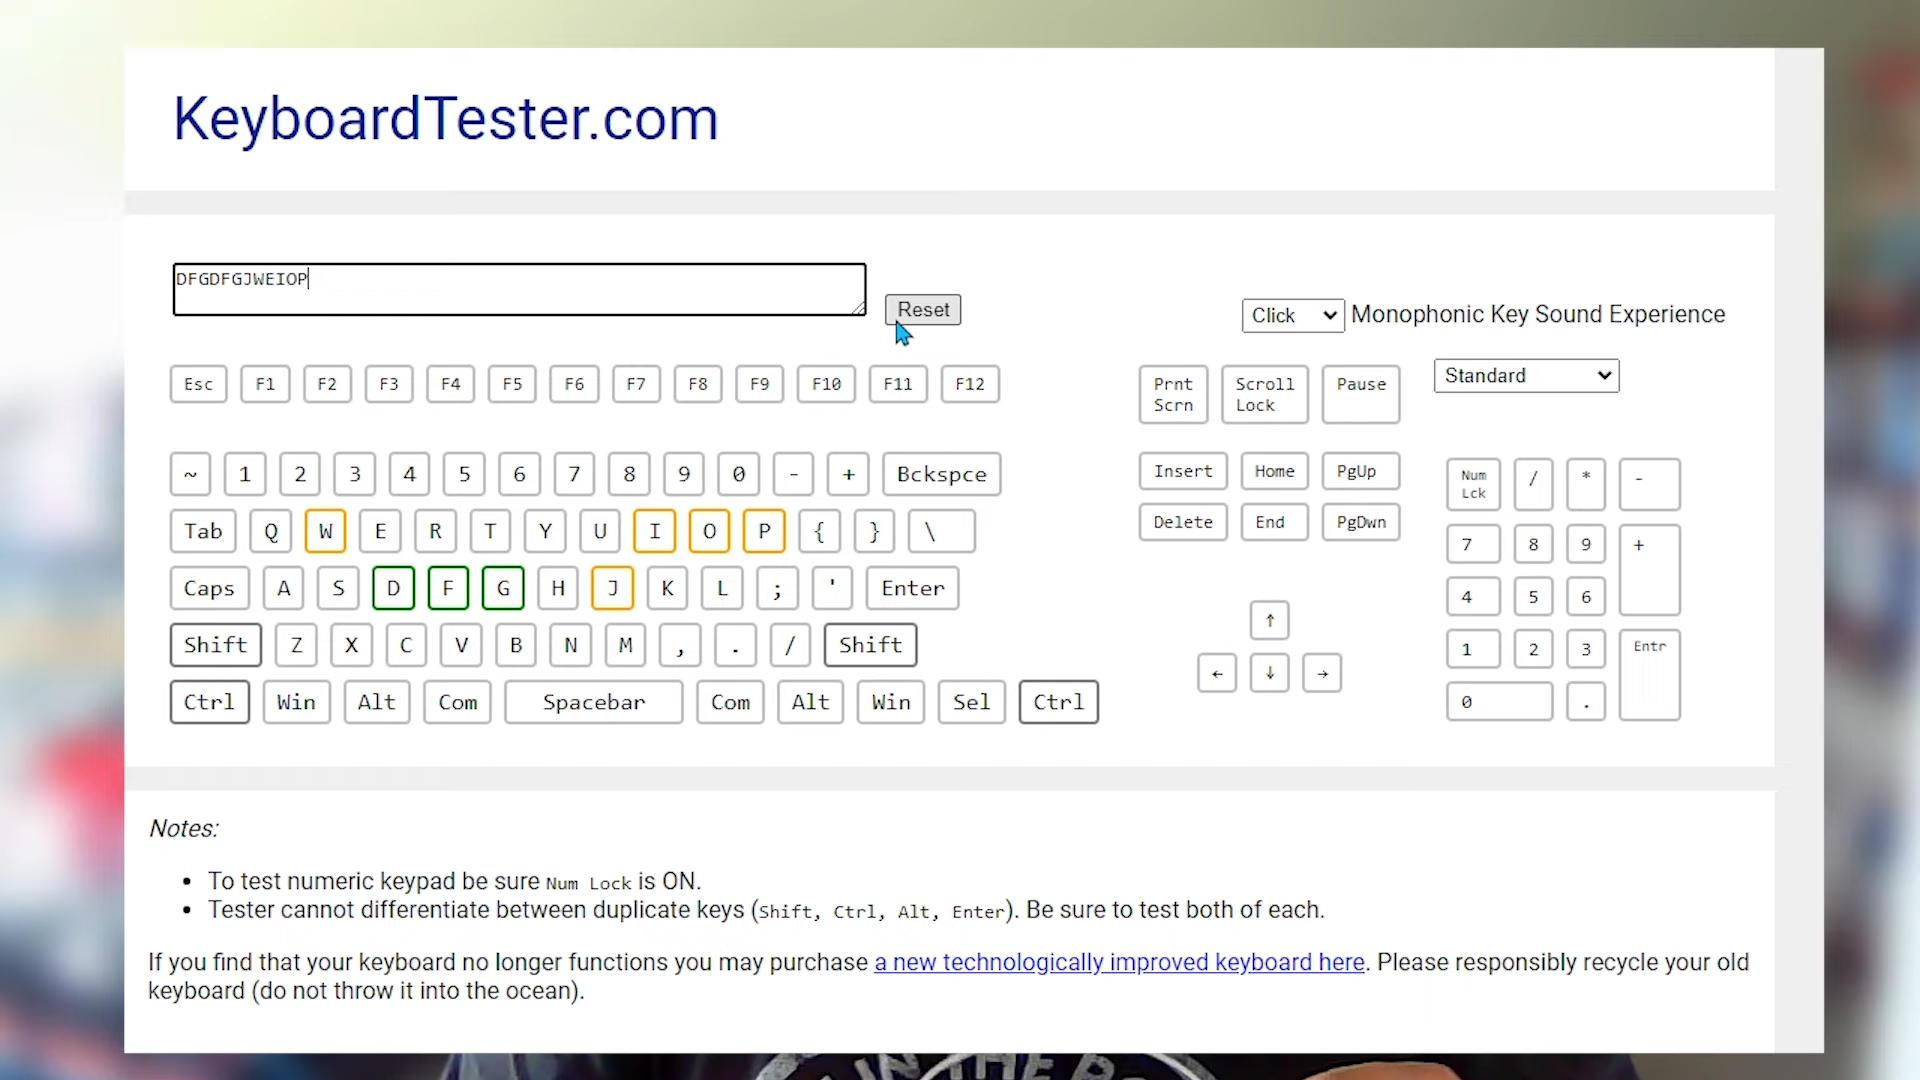 KeyboardTester.com
DFGDFGJWEIOP
Reset
Click Monophonic Key Sound Experience
Standard
Esc F1 F2 F3 F4 F5 F6 F7 F8 F9 F10 F11 F12
Prnt Scrn Scroll Lock Pause
~ 1 2 3 4 5 6 7 8 9 0 - + Bckspce
Insert Home PgUp
Num Lck / * -
Tab Q W E R T Y U I O P { } \
Delete End PgDwn
7 8 9 +
Caps A S D F G H J K L ; ' Enter
4 5 6
Shift Z X C V B N M , . / Shift
↑
1 2 3 Entr
Ctrl Win Alt Com Spacebar Com Alt Win Sel Ctrl
← ↓ →
0 .
Notes:
• To test numeric keypad be sure Num Lock is ON.
• Tester cannot differentiate between duplicate keys (Shift, Ctrl, Alt, Enter). Be sure to test both of each.
If you find that your keyboard no longer functions you may purchase a new technologically improved keyboard here. Please responsibly recycle your old
keyboard (do not throw it into the ocean).
IN THE